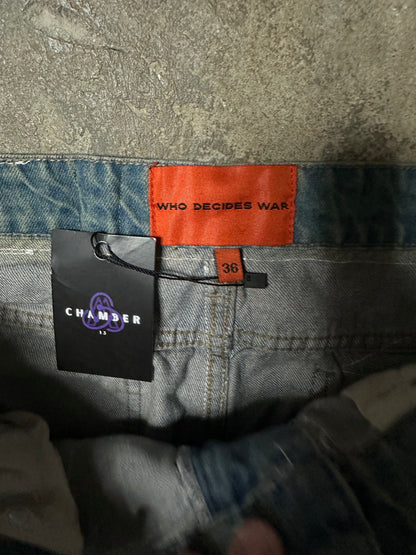 WHO DECIDES WAR
36
CHAMBER
13